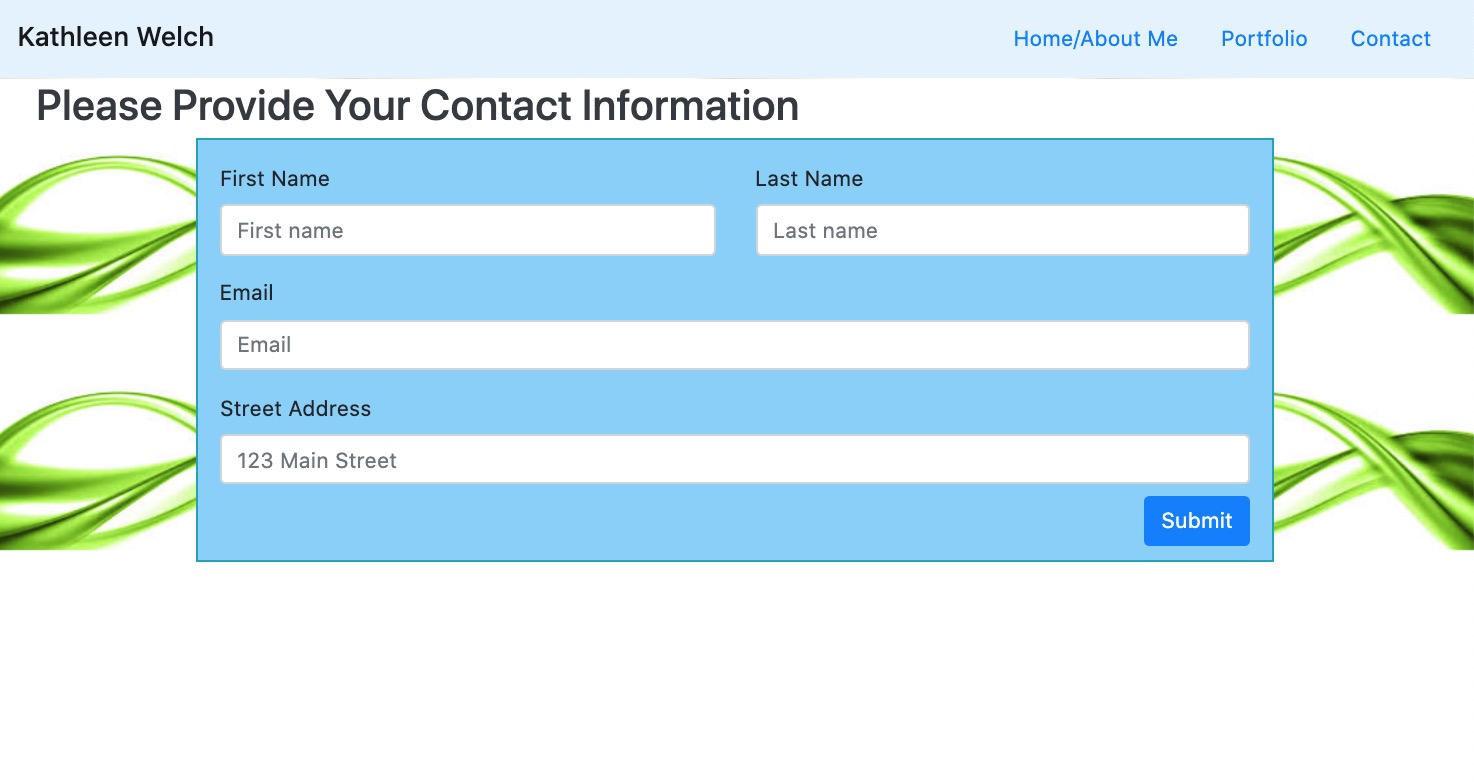 Kathleen Welch Home/About Me Portfolio Contact
Please Provide Your Contact Information
First Name Last Name
First name Last name
Email
Email
Street Address
123 Main Street
Submit